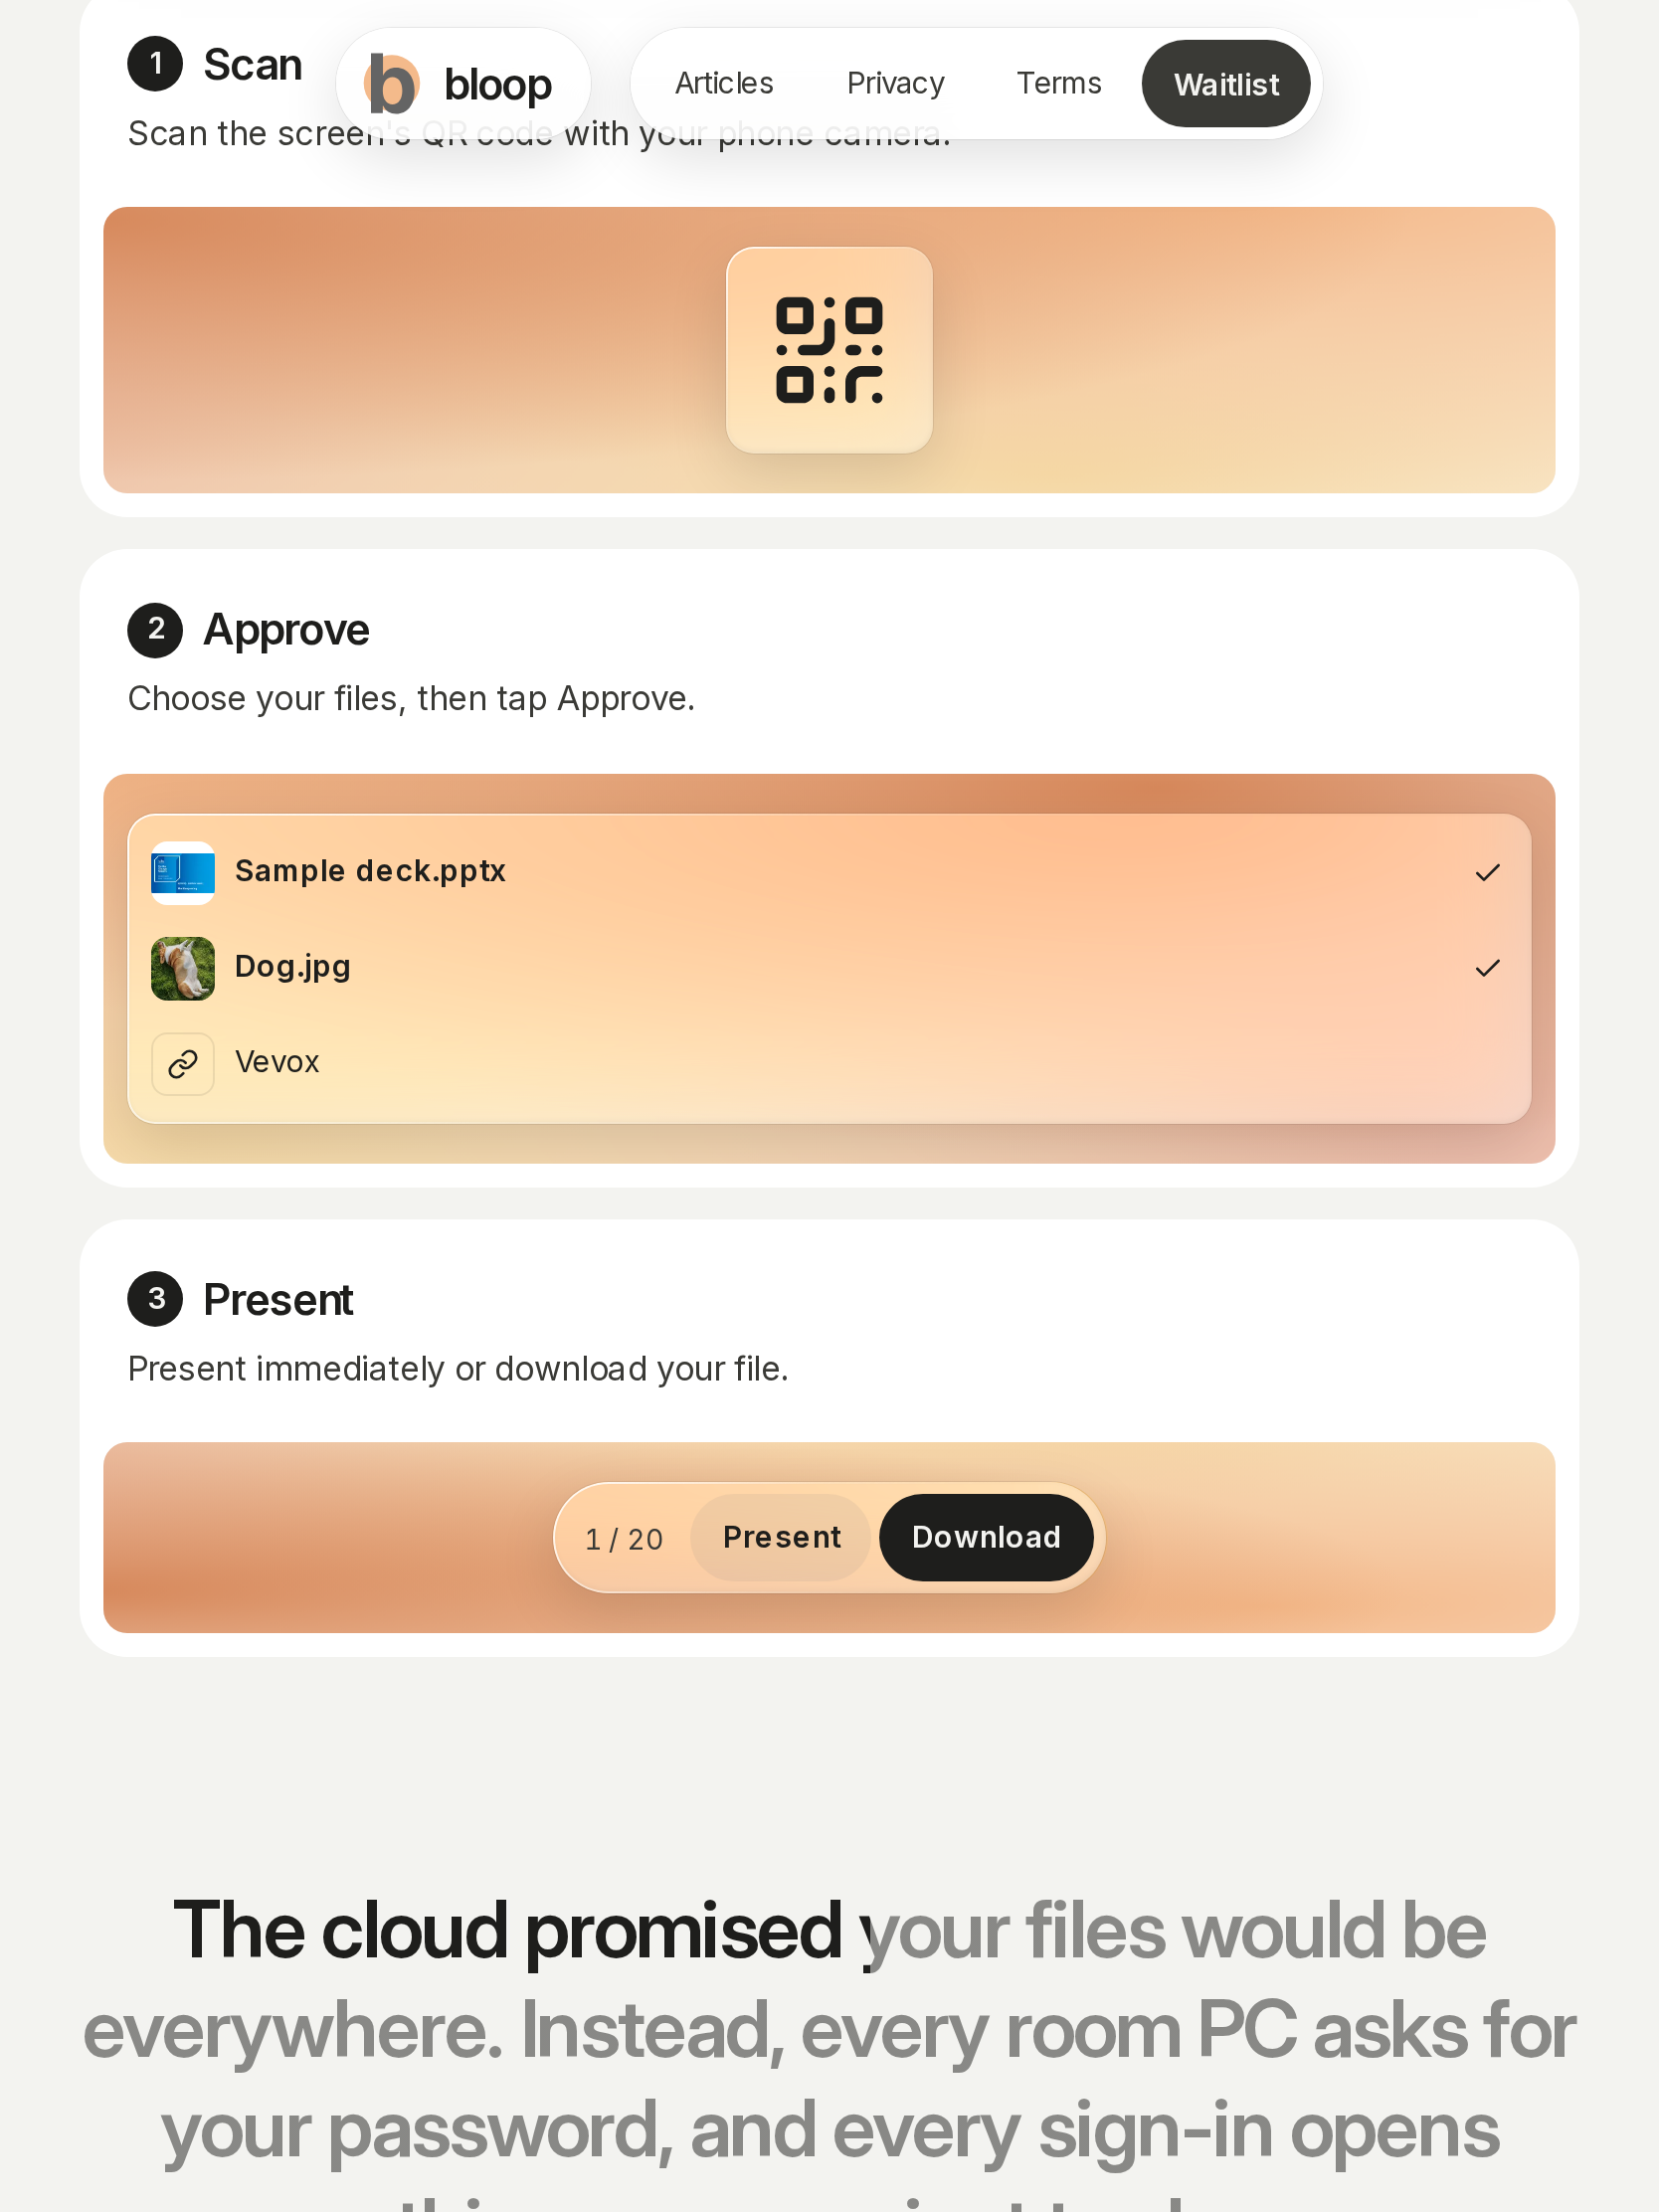 1 Scan
b bloop
Articles Privacy Terms Waitlist
Scan the screen's QR code with your phone camera.
2 Approve
Choose your files, then tap Approve.
Sample deck.pptx
Dog.jpg
Vevox
3 Present
Present immediately or download your file.
1 / 20 Present Download
The cloud promised your files would be
everywhere. Instead, every room PC asks for
your password, and every sign-in opens